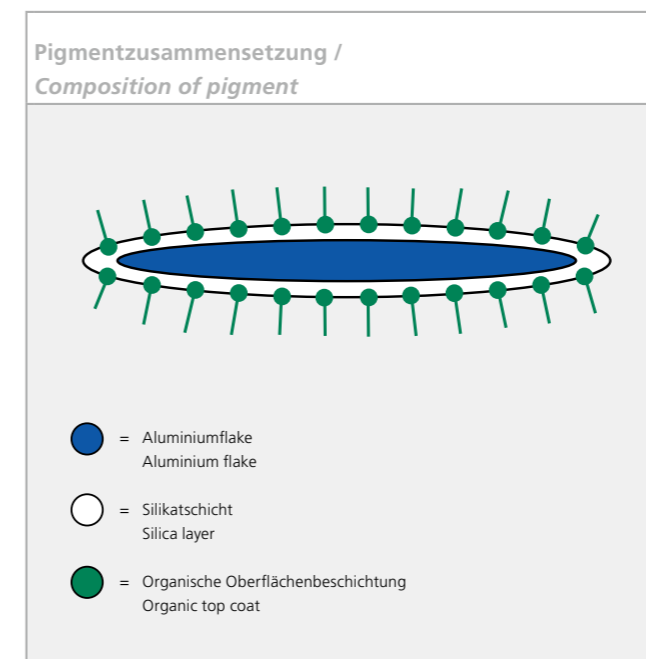 Pigmentzusammensetzung /
Composition of pigment
= Aluminiumflake
Aluminium flake
= Silikatschicht
Silica layer
= Organische Oberflächenbeschichtung
Organic top coat